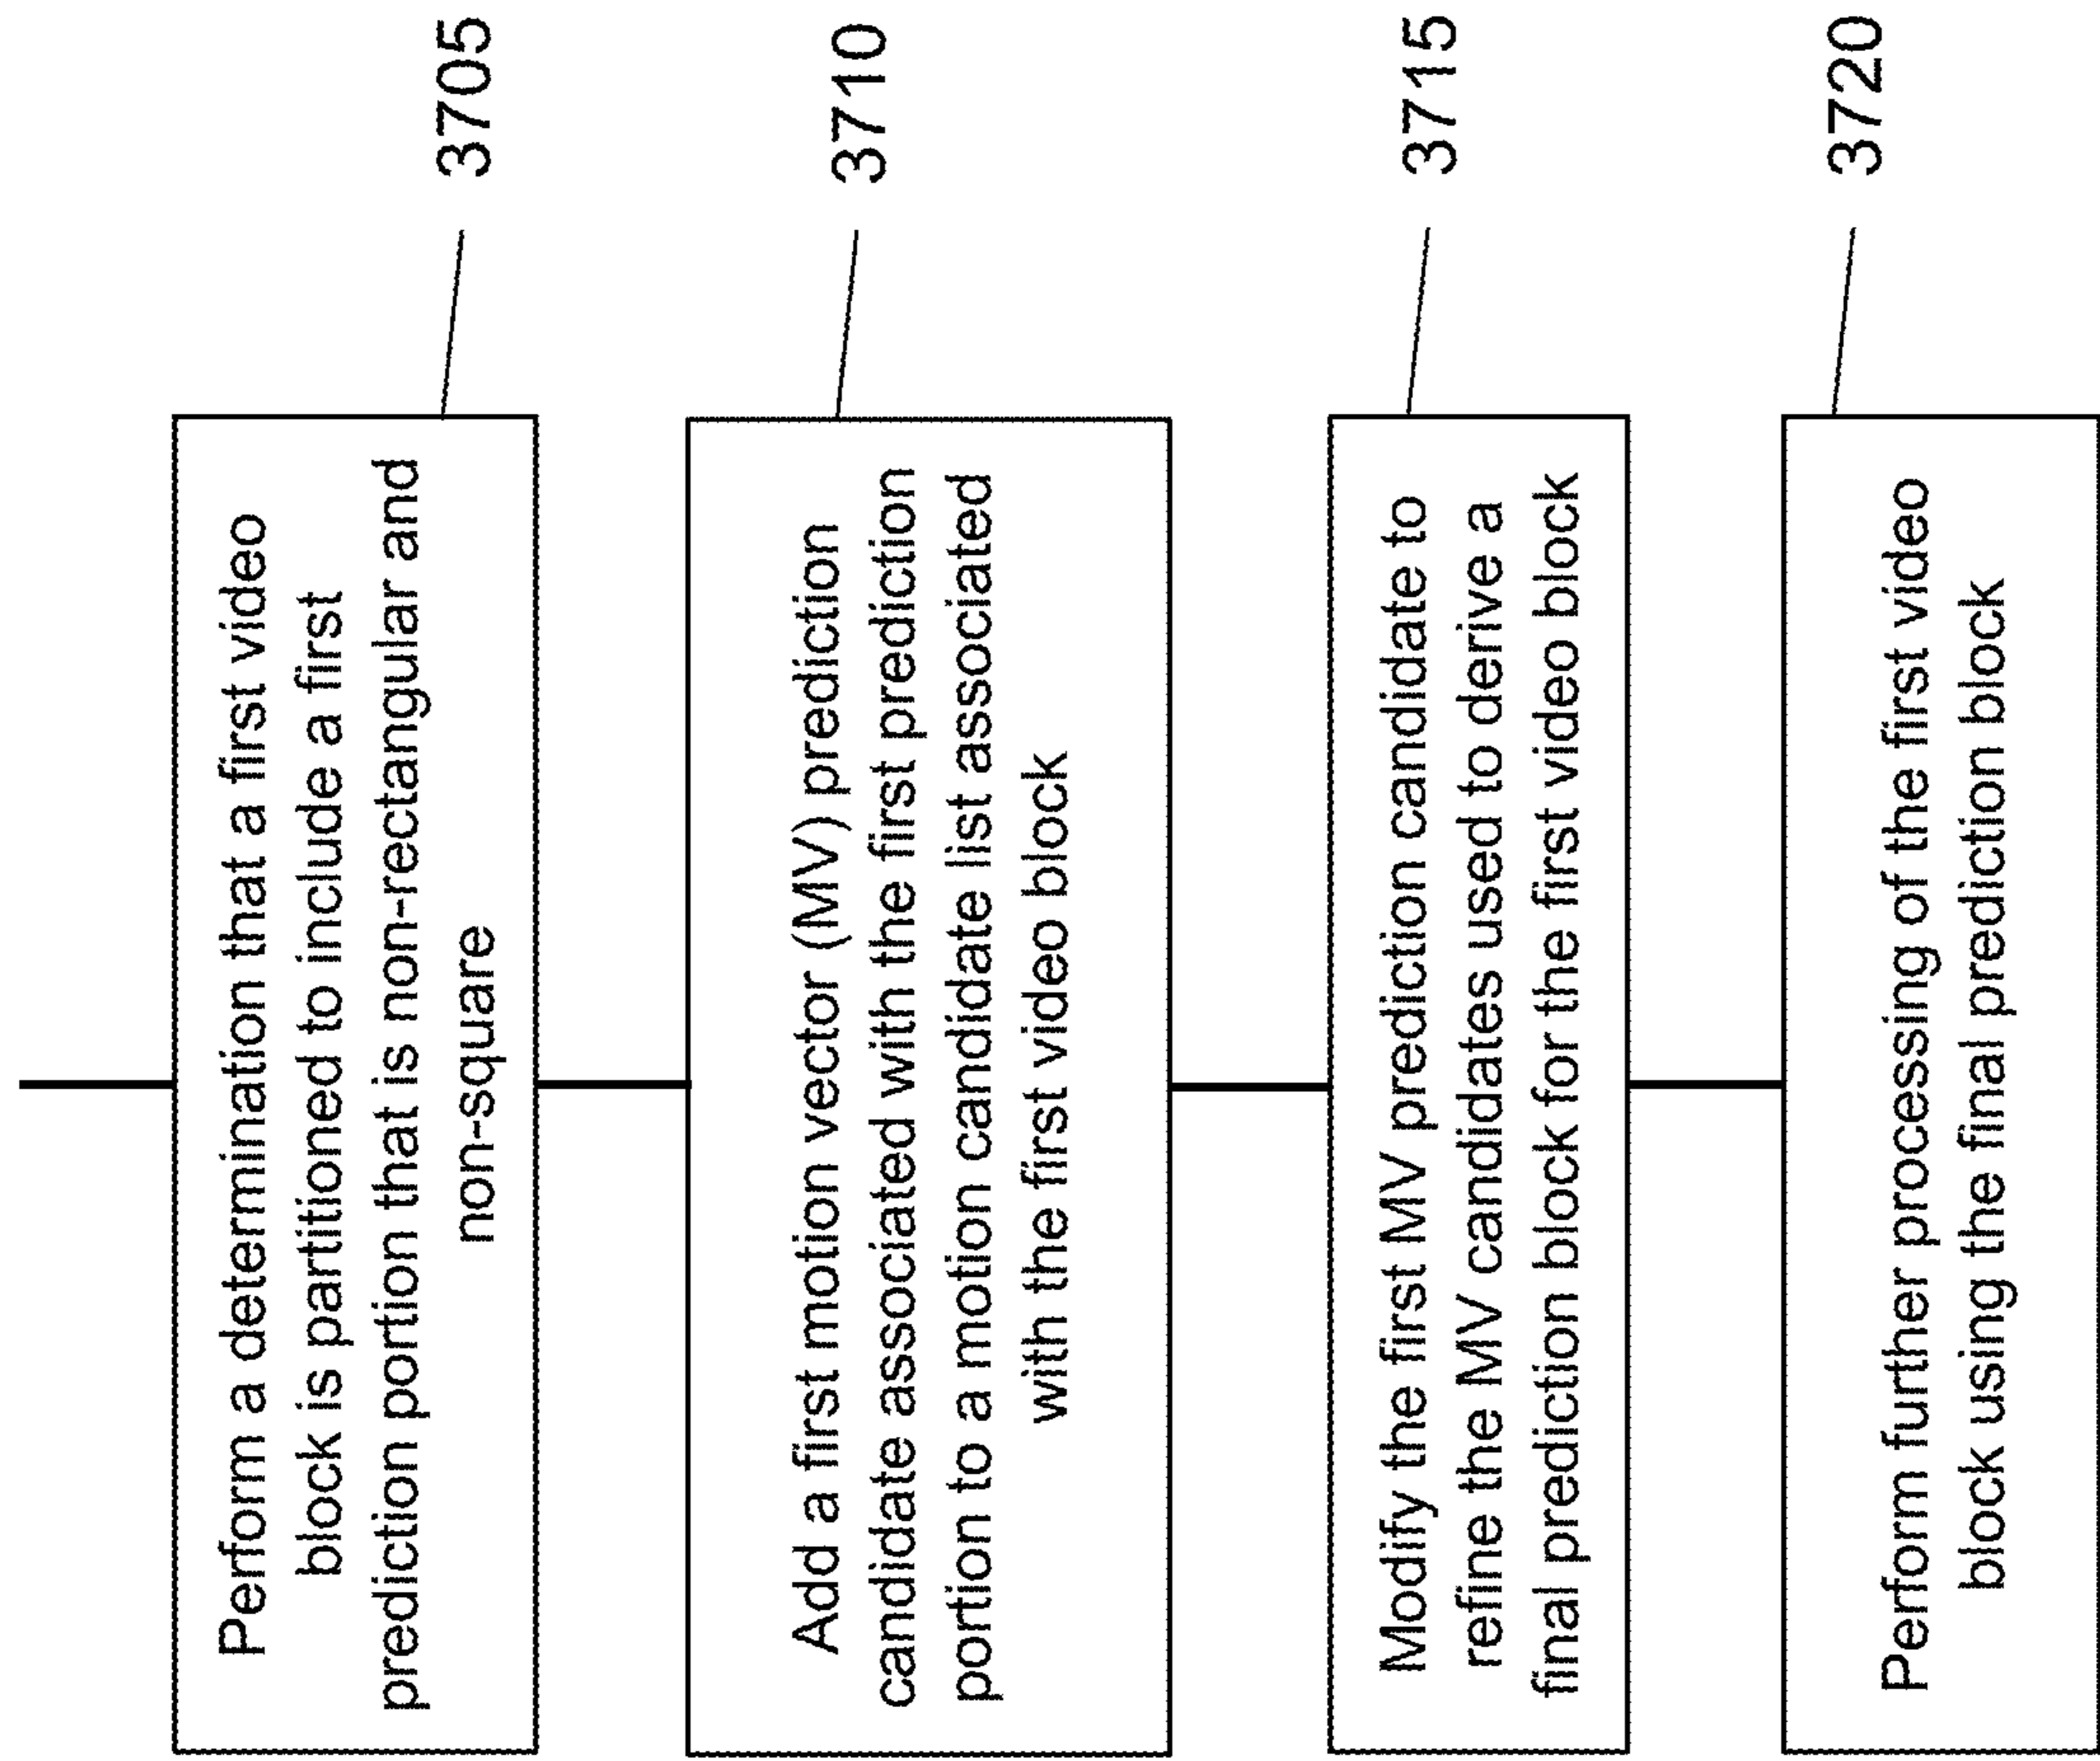 Perform a determination that a first video
block is partitioned to include a first
prediction portion that is non-rectangular and
non-square
3705
Add a first motion vector (MV) prediction
candidate associated with the first prediction
portion to a motion candidate list associated
with the first video block
3710
Modify the first MV prediction candidate to
refine the MV candidates used to derive a
final prediction block for the first video block
3715
Perform further processing of the first video
block using the final prediction block
3720